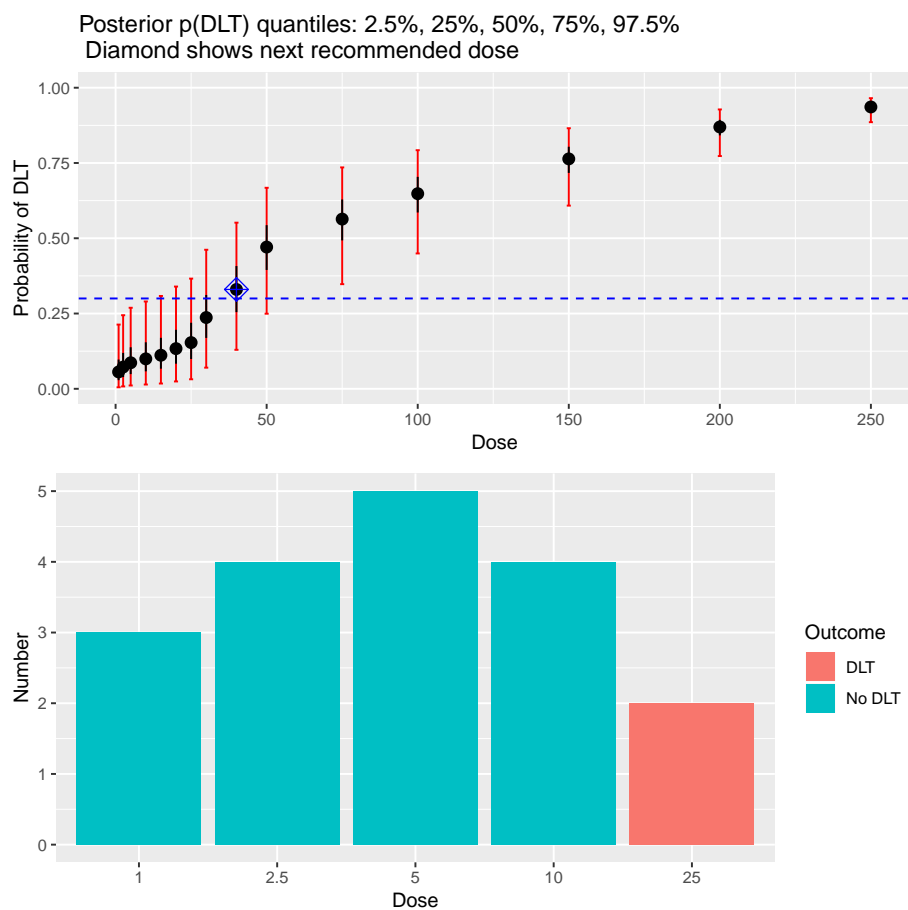 Posterior p(DLT) quantiles: 2.5%, 25%, 50%, 75%, 97.5%
Diamond shows next recommended dose
1.00
0.75
0.50
0.25
0.00
Probability of DLT
0 50 100 150 200 250
Dose
5
4
3
2
1
0
Number
1 2.5 5 10 25
Dose
Outcome
DLT
No DLT